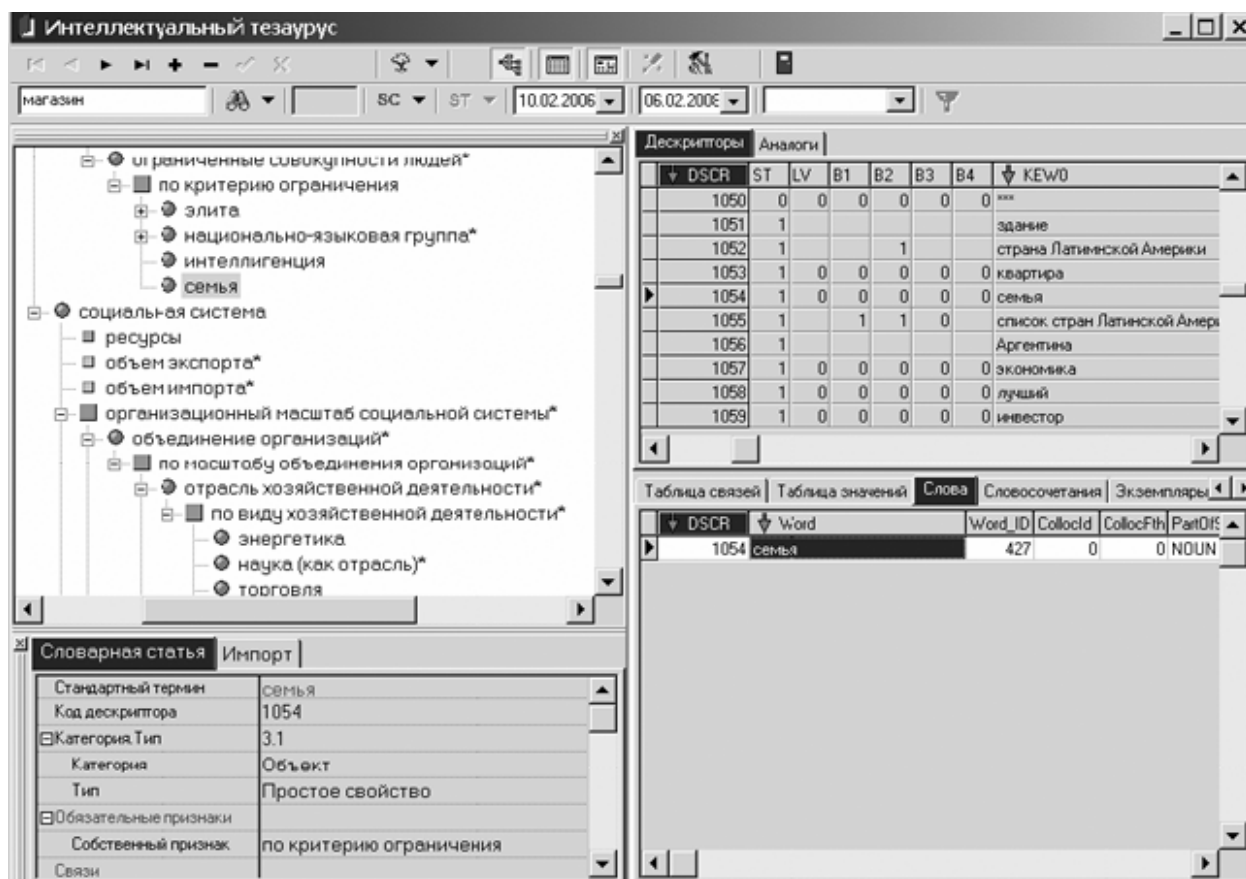 Интеллектуальный тезаурус
магазин SC ST 10.02.2006 06.02.2008
ограниченные совокупности людей*
по критерию ограничения
элита
национально-языковая группа*
интеллигенция
семья
социальная система
ресурсы
объем экспорта*
объем импорта*
организационный масштаб социальной системы*
объединение организаций*
по масштабу объединения организаций*
отрасль хозяйственной деятельности*
по виду хозяйственной деятельности*
энергетика
наука (как отрасль)*
торговля
Словарная статья Импорт
Стандартный термин семья
Код дескриптора 1054
Категория.Тип 3.1
Категория Объект
Тип Простое свойство
Обязательные признаки
Собственный признак по критерию ограничения
Связи
Дескрипторы Аналоги
DSCR ST LV B1 B2 B3 B4 KEW0
1050 0 0 0 0 0 0 ***
1051 1 здание
1052 1 1 страна Латимнской Америки
1053 1 0 0 0 0 0 квартира
1054 1 0 0 0 0 0 семья
1055 1 1 1 0 список стран Латинской Амери
1056 1 Аргентина
1057 1 0 0 0 0 0 экономика
1058 1 0 0 0 0 0 лучший
1059 1 0 0 0 0 0 инвестор
Таблица связей Таблица значений Слова Словосочетания Экземпляры
DSCR Word Word_ID CollocId CollocFth PartOfS
1054 семья 427 0 0 NOUN